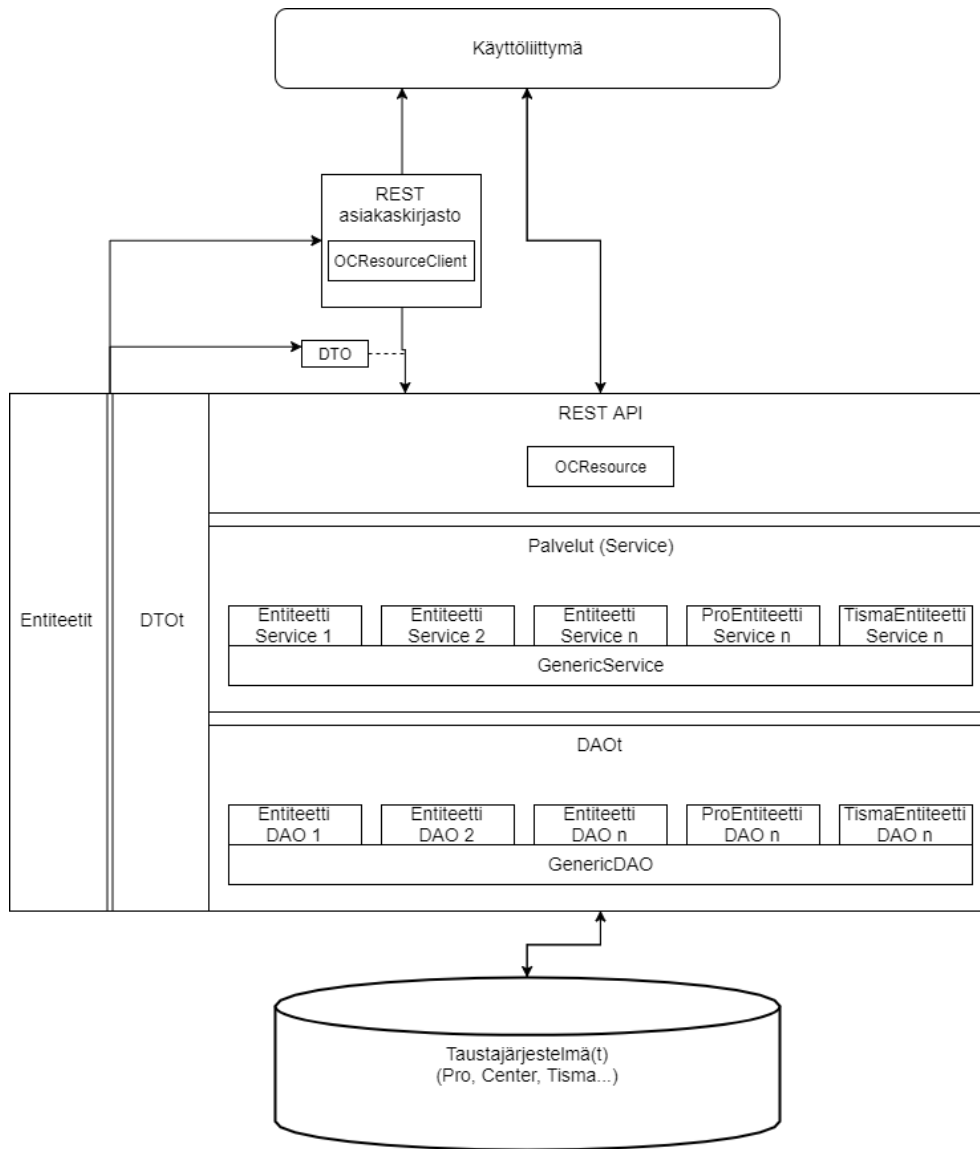 Käyttöliittymä
REST
asiakaskirjasto
OCResourceClient
DTO
REST API
OCResource
Palvelut (Service)
Entiteetit
DTOt
Entiteetti
Service 1
Entiteetti
Service 2
Entiteetti
Service n
ProEntiteetti
Service n
TismaEntiteetti
Service n
GenericService
DAOt
Entiteetti
DAO 1
Entiteetti
DAO 2
Entiteetti
DAO n
ProEntiteetti
DAO n
TismaEntiteetti
DAO n
GenericDAO
Taustajärjestelmä(t)
(Pro, Center, Tisma...)